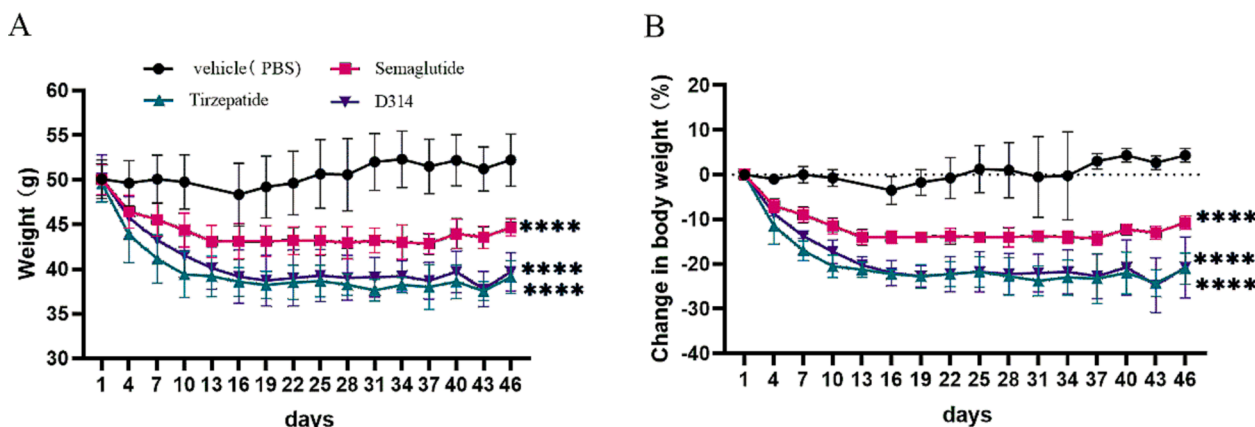 A
vehicle( PBS)
Semaglutide
Tirzepatide
D314
Weight (g)
60
55
50
45
40
35
30
1 4 7 10 13 16 19 22 25 28 31 34 37 40 43 46
days
****
****
****
B
Change in body weight (%)
20
10
0
-10
-20
-30
-40
1 4 7 10 13 16 19 22 25 28 31 34 37 40 43 46
days
****
****
****